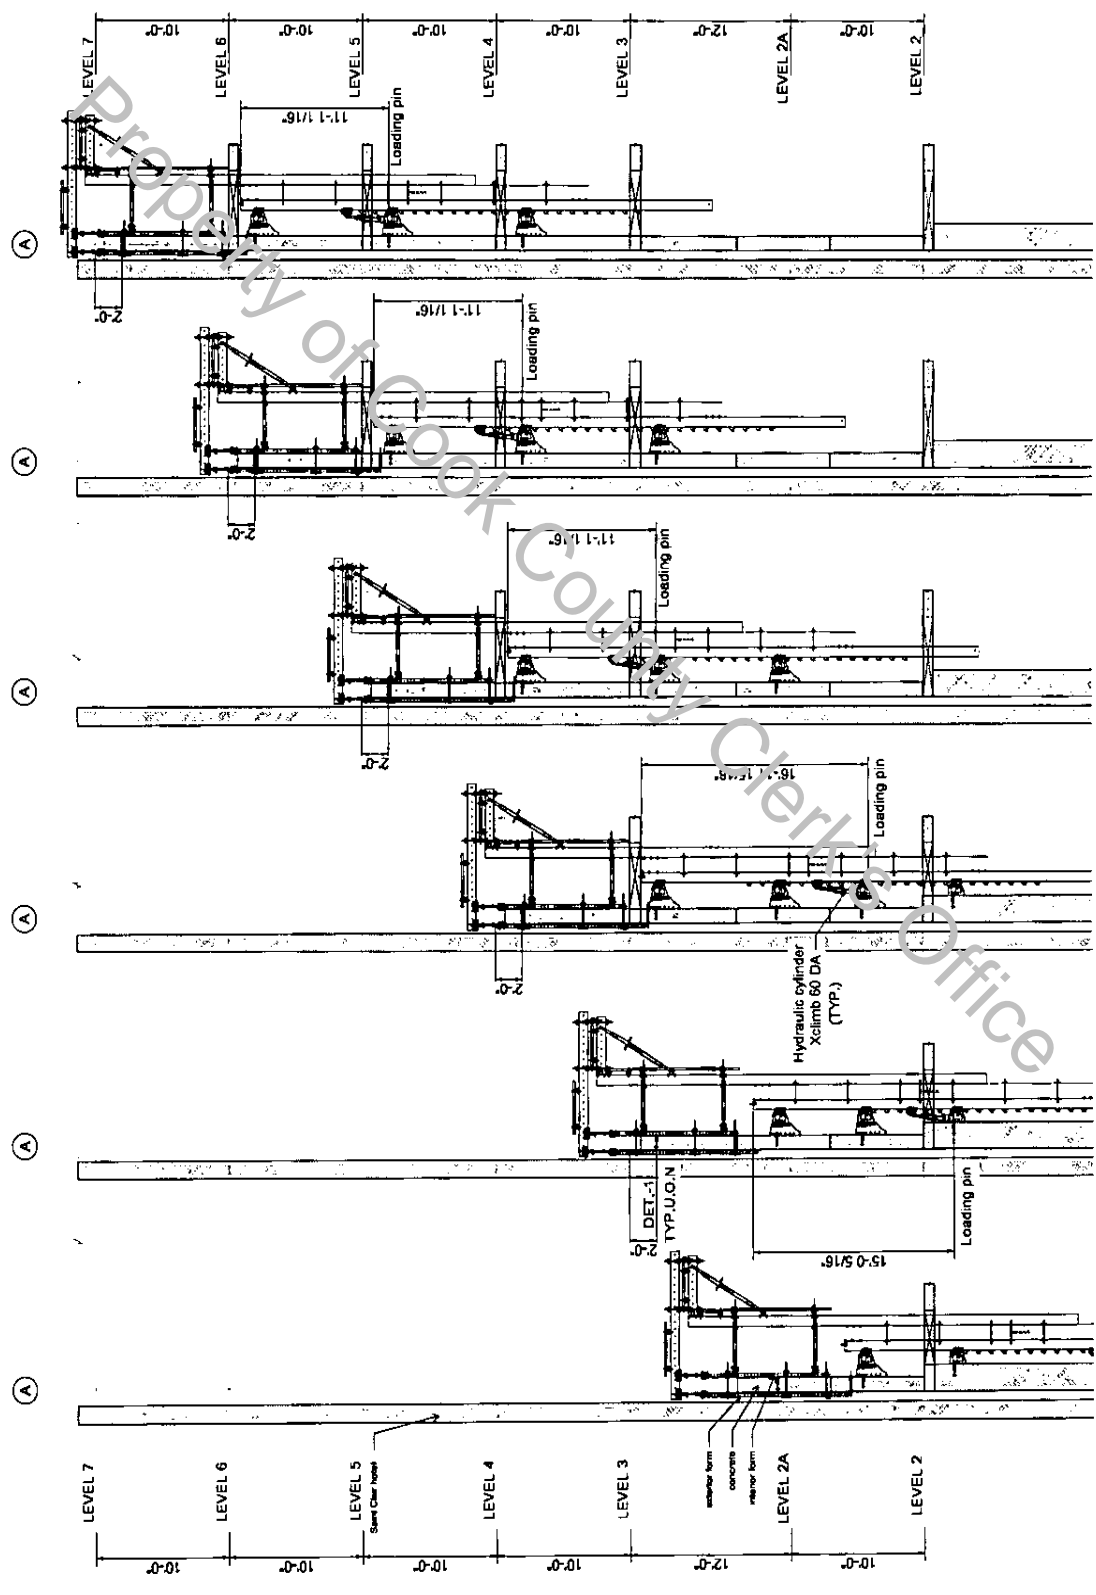 LEVEL 7
10'-0"
LEVEL 6
10'-0"
LEVEL 5
10'-0"
LEVEL 4
10'-0"
LEVEL 3
12'-0"
LEVEL 2A
10'-0"
LEVEL 2
11'-1 1/16"
Loading pin
A
2'-0"
11'-1 1/16"
Loading pin
A
2'-0"
11'-1 1/16"
Loading pin
A
2'-0"
Loading pin
A
2'-0"
Hydraulic cylinder
Xclimb 60 DA
(TYP.)
A
2'-0"
DET.-1
TYP.U.O.N
15'-0 5/16"
Loading pin
A
exterior form
concrete
interior form
LEVEL 7
LEVEL 6
LEVEL 5
LEVEL 4
LEVEL 3
LEVEL 2A
LEVEL 2
10'-0"
10'-0"
10'-0"
10'-0"
12'-0"
10'-0"
Property of Cook County Clerk's Office